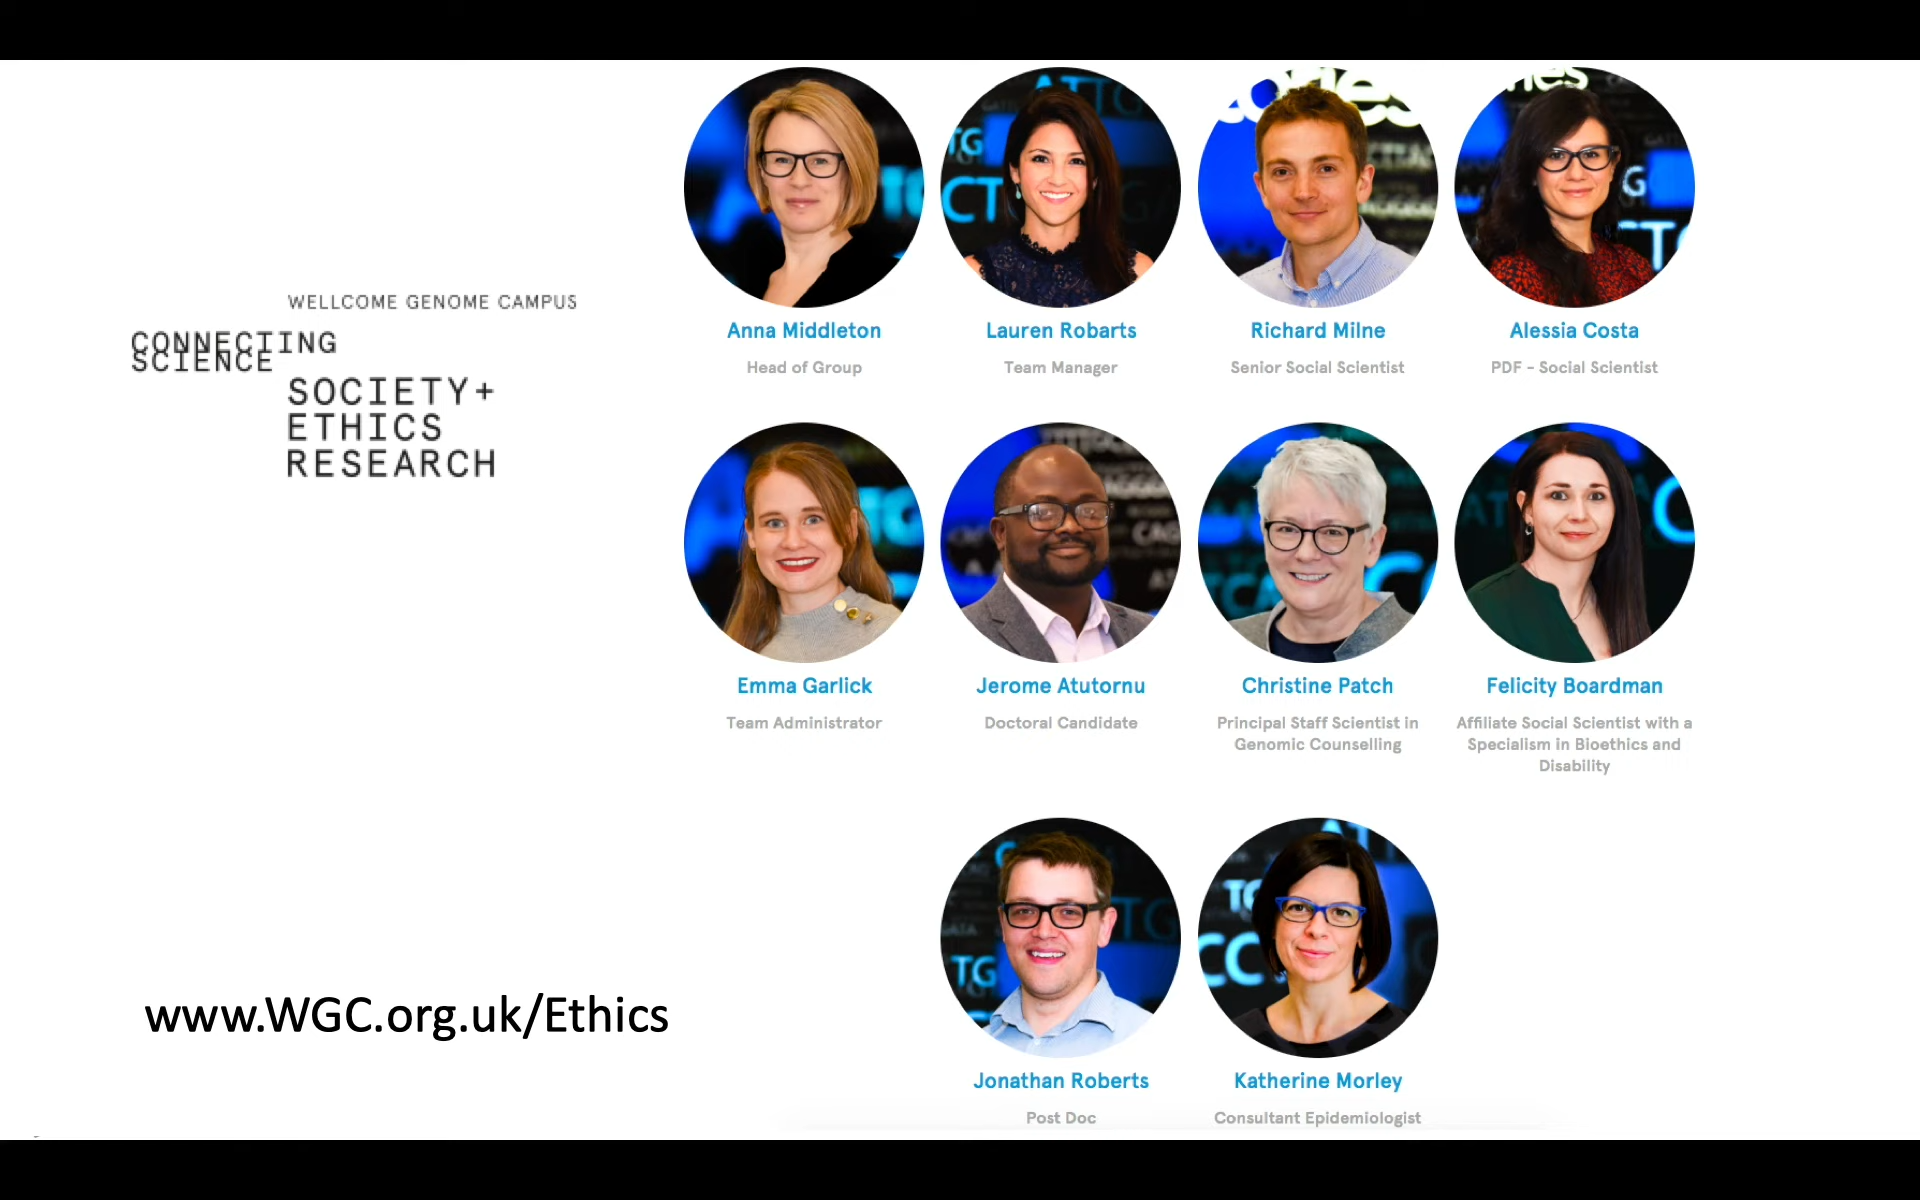 WELLCOME GENOME CAMPUS
CONNECTIING
SCIENCE
SOCIETY+
ETHICS
RESEARCH
Anna Middleton
Head of Group
Lauren Robarts
Team Manager
Richard Milne
Senior Social Scientist
Alessia Costa
PDF - Social Scientist
Emma Garlick
Team Administrator
Jerome Atutornu
Doctoral Candidate
Christine Patch
Principal Staff Scientist in
Genomic Counselling
Felicity Boardman
Affiliate Social Scientist with a
Specialism in Bioethics and
Disability
Jonathan Roberts
Post Doc
Katherine Morley
Consultant Epidemiologist
www.WGC.org.uk/Ethics